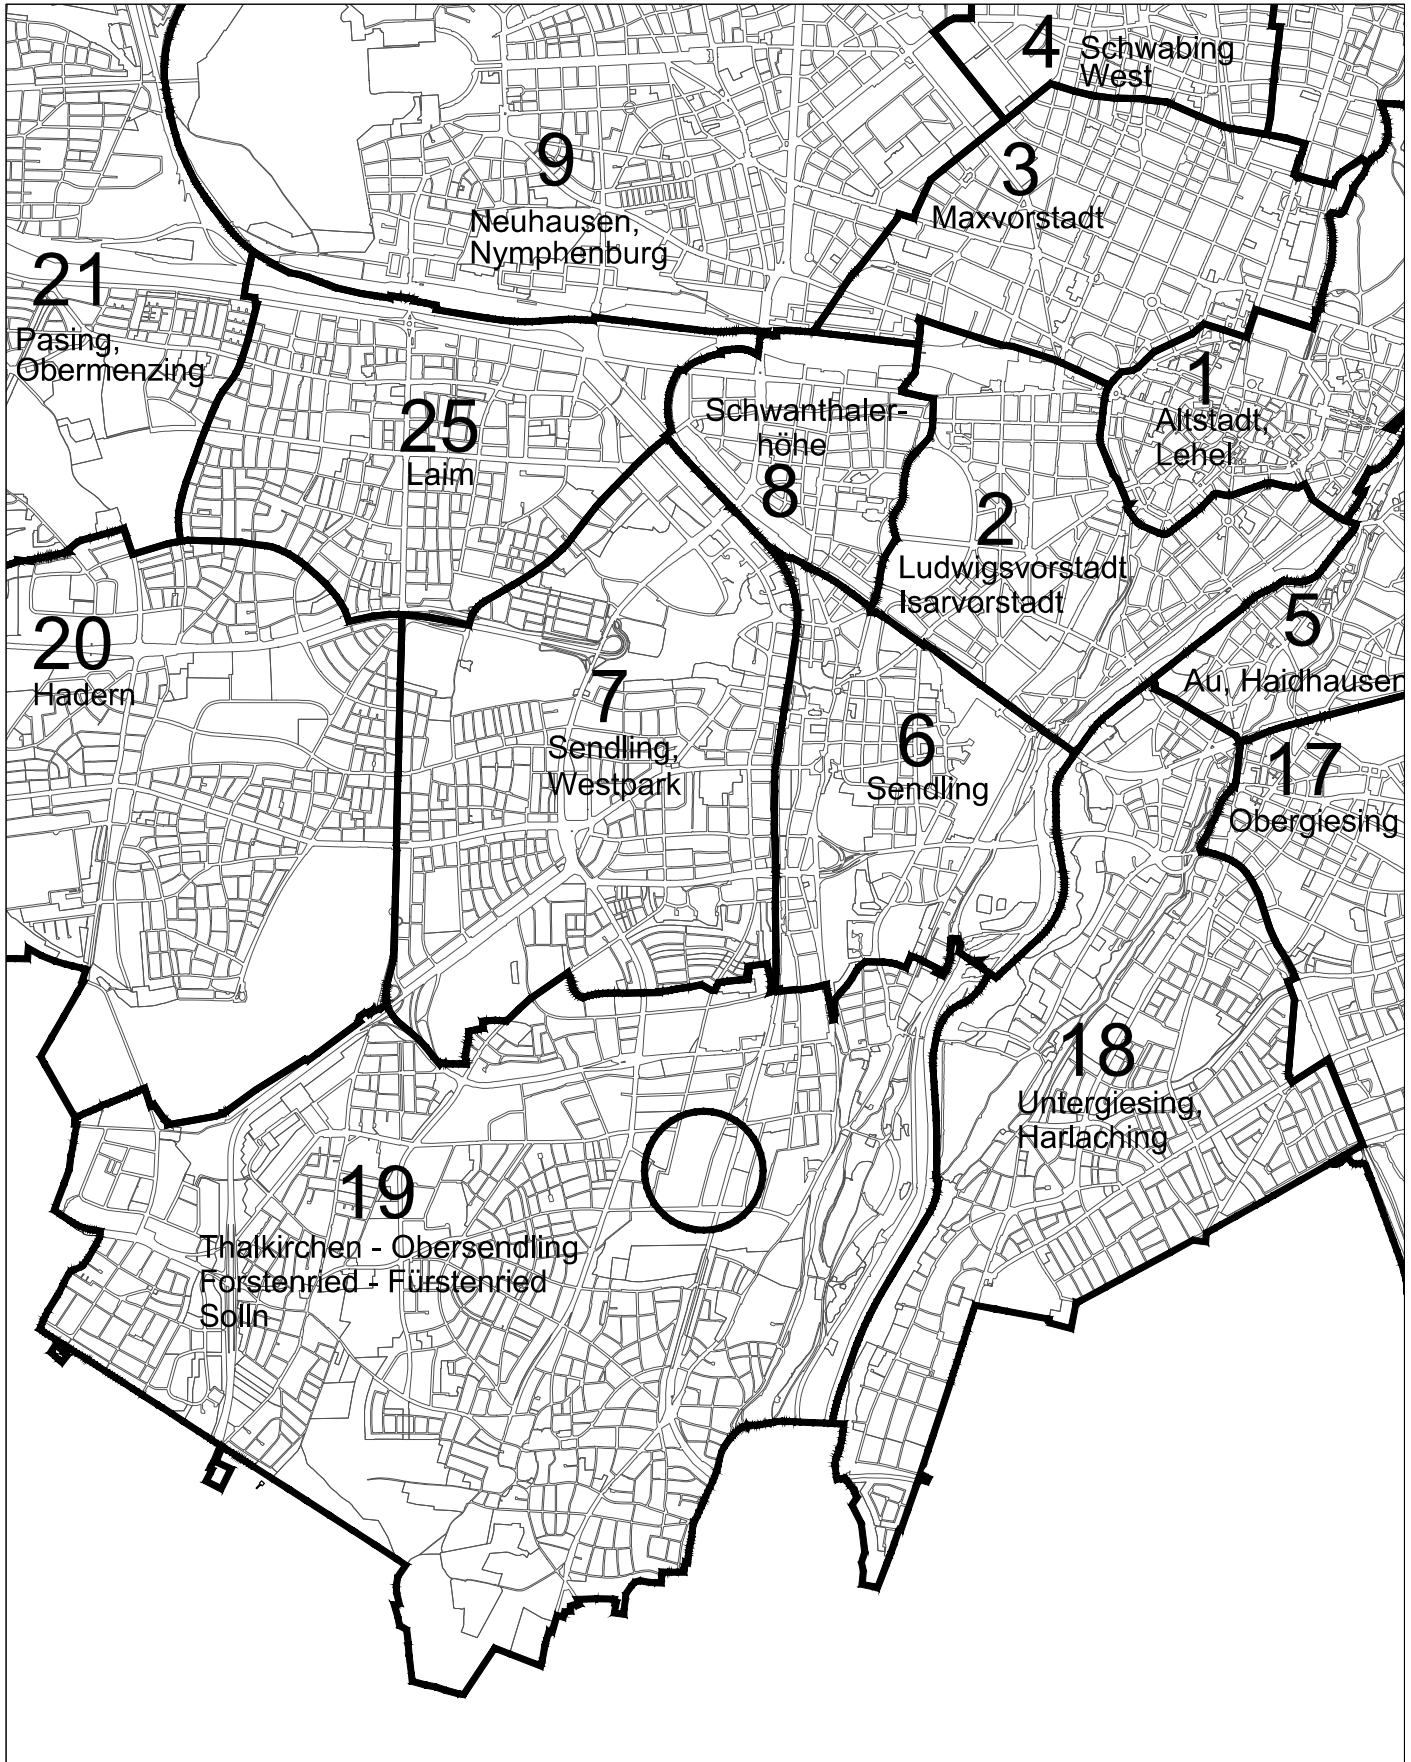 4
Schwabing
West
9
Neuhausen,
Nymphenburg
3
Maxvorstadt
21
Pasing,
Obermenzing
25
Laim
Schwanthaler-
höhe
8
1
Altstadt,
Lehel
2
Ludwigsvorstadt
Isarvorstadt
5
Au, Haidhausen
20
Hadern
7
Sendling,
Westpark
6
Sendling
17
Obergiesing
18
Untergiesing,
Harlaching
19
Thalkirchen - Obersendling
Forstenried - Fürstenried
Solln
P